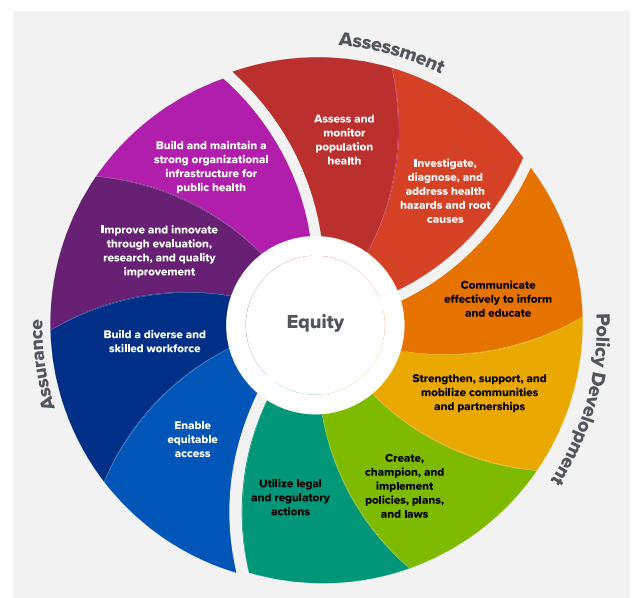 Assessment
Assess and
monitor
population
health
Investigate,
diagnose, and
address health
hazards and root
causes
Policy Development
Communicate
effectively to inform
and educate
Strengthen, support, and
mobilize communities
and partnerships
Create,
champion, and
implement
policies, plans,
and laws
Utilize legal
and regulatory
actions
Assurance
Enable
equitable
access
Build a diverse and
skilled workforce
Improve and innovate
through evaluation,
research, and quality
improvement
Build and maintain a
strong organizational
infrastructure for
public health
Equity